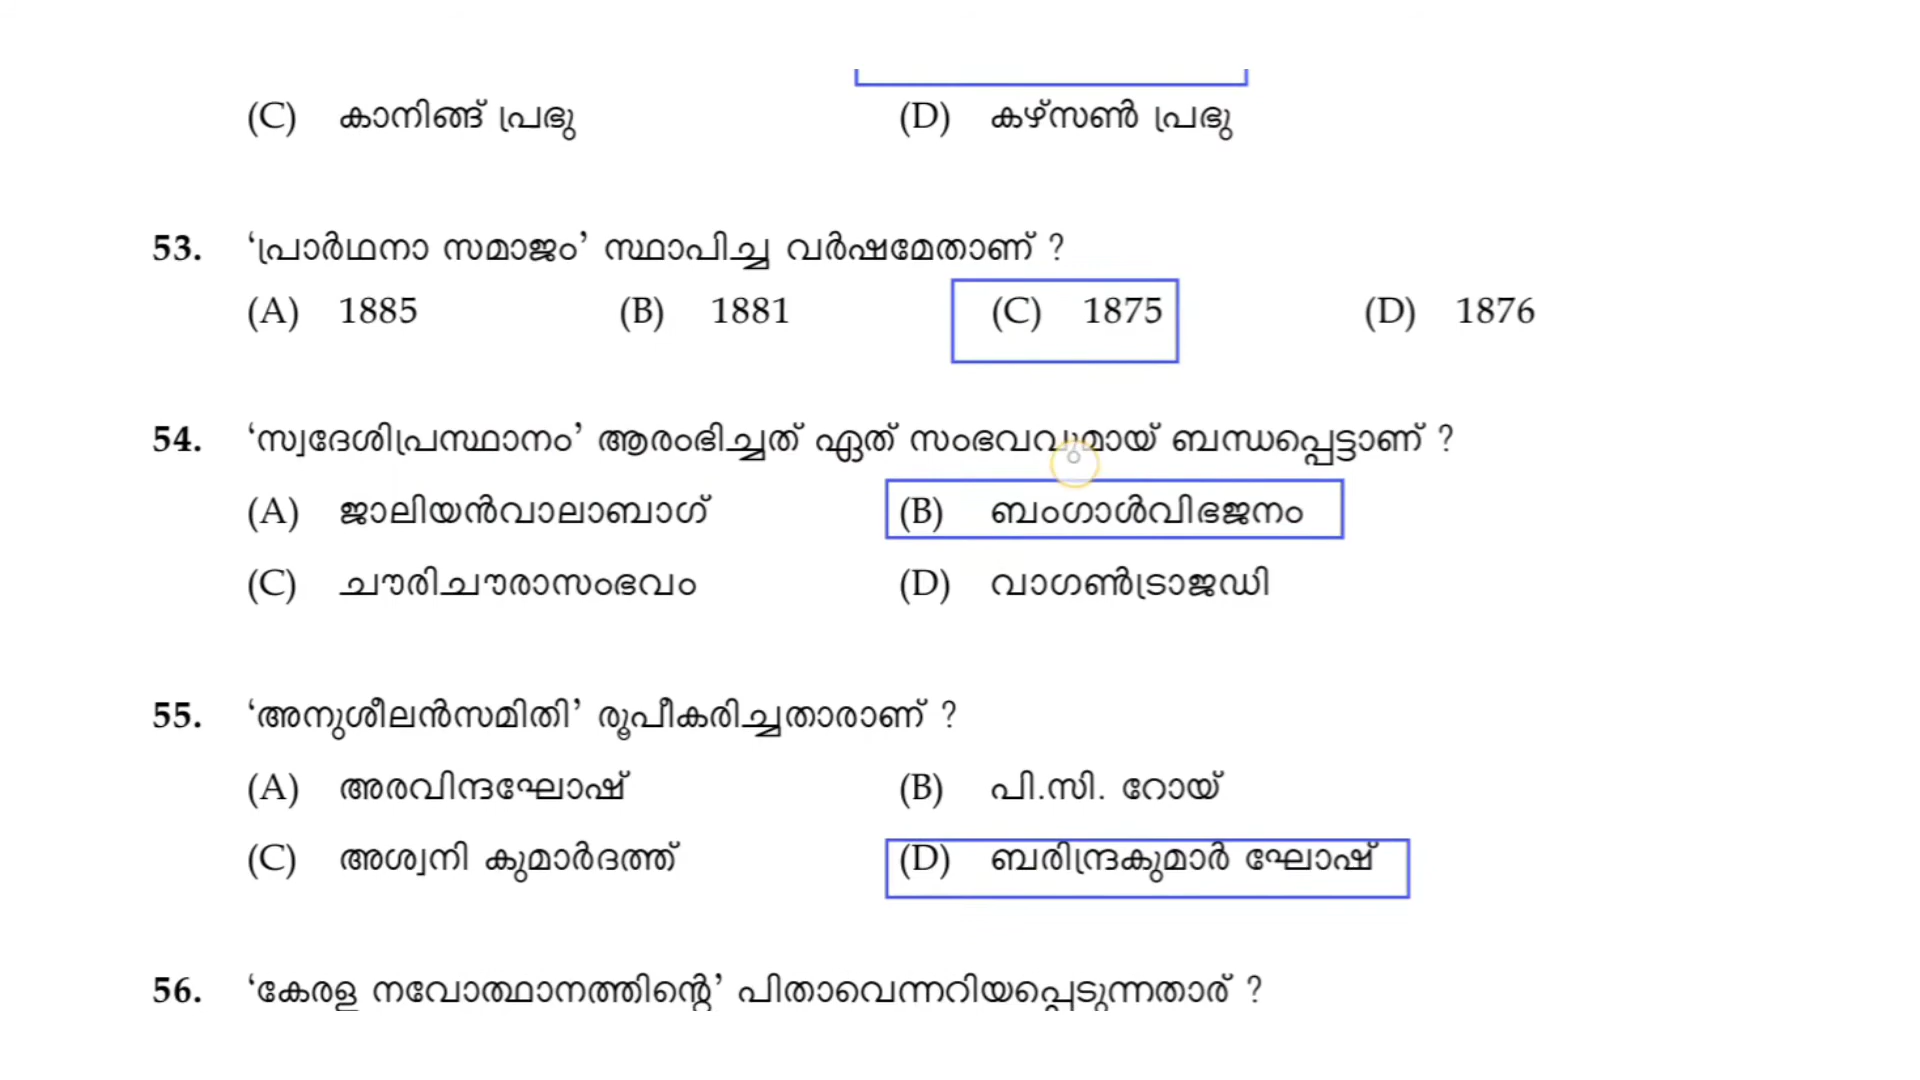 (C) കാനിങ്ങ് പ്രഭു (D) കഴ്സൺ പ്രഭു
53. ‘പ്രാർഥനാ സമാജം’ സ്ഥാപിച്ച വർഷമേതാണ് ?
(A) 1885 (B) 1881 (C) 1875 (D) 1876
54. ‘സ്വദേശിപ്രസ്ഥാനം’ ആരംഭിച്ചത് ഏത് സംഭവവുമായ് ബന്ധപ്പെട്ടാണ് ?
(A) ജാലിയൻവാലാബാഗ് (B) ബംഗാൾവിഭജനം
(C) ചൗരിചൗരാസംഭവം (D) വാഗൺട്രാജഡി
55. ‘അനുശീലൻസമിതി’ രൂപീകരിച്ചതാരാണ് ?
(A) അരവിന്ദഘോഷ് (B) പി.സി. റോയ്
(C) അശ്വനി കുമാർദത്ത് (D) ബരിന്ദ്രകുമാർ ഘോഷ്
56. ‘കേരള നവോത്ഥാനത്തിന്റെ’ പിതാവെന്നറിയപ്പെടുന്നതാര് ?